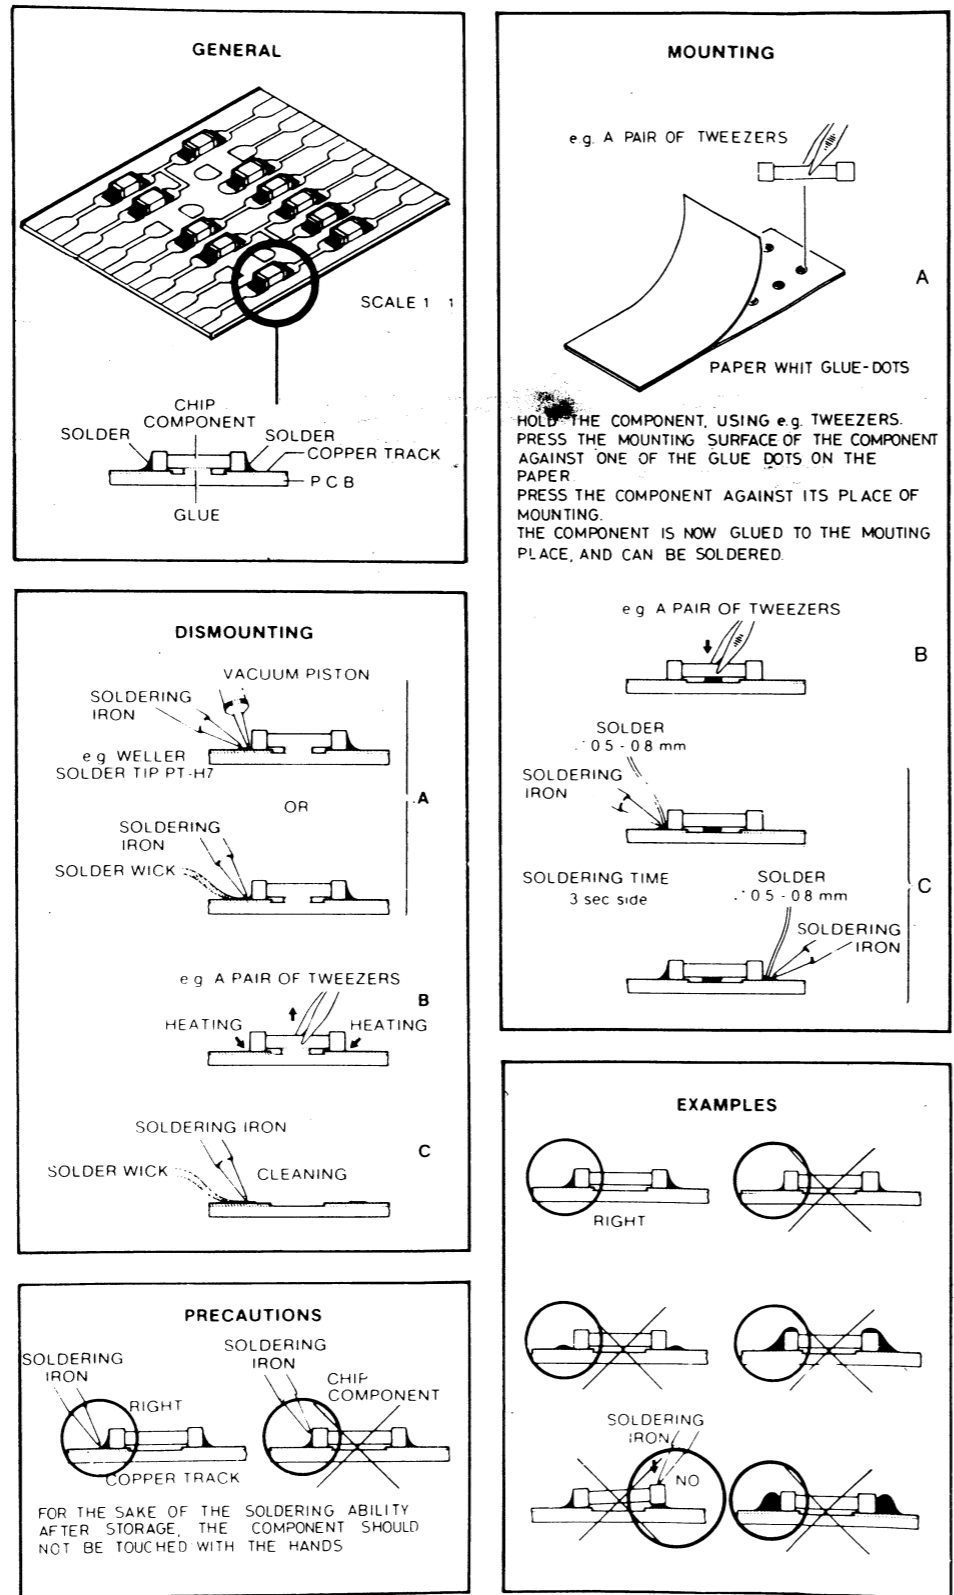 GENERAL
SCALE 1 1
CHIP
COMPONENT
SOLDER
SOLDER
COPPER TRACK
P C B
GLUE
DISMOUNTING
VACUUM PISTON
SOLDERING
IRON
e g WELLER
SOLDER TIP PT-H7
A
OR
SOLDERING
IRON
SOLDER WICK
e g A PAIR OF TWEEZERS
B
HEATING
HEATING
SOLDERING IRON
C
SOLDER WICK
CLEANING
PRECAUTIONS
SOLDERING
IRON
RIGHT
COPPER TRACK
SOLDERING
IRON
CHIP
COMPONENT
FOR THE SAKE OF THE SOLDERING ABILITY
AFTER STORAGE, THE COMPONENT SHOULD
NOT BE TOUCHED WITH THE HANDS
MOUNTING
e.g. A PAIR OF TWEEZERS
A
PAPER WHIT GLUE-DOTS
HOLD THE COMPONENT, USING e.g. TWEEZERS.
PRESS THE MOUNTING SURFACE OF THE COMPONENT
AGAINST ONE OF THE GLUE DOTS ON THE
PAPER.
PRESS THE COMPONENT AGAINST ITS PLACE OF
MOUNTING.
THE COMPONENT IS NOW GLUED TO THE MOUTING
PLACE, AND CAN BE SOLDERED.
e g A PAIR OF TWEEZERS
B
SOLDER
05 - 08 mm
SOLDERING
IRON
SOLDERING TIME
3 sec side
SOLDER
05 - 08 mm
C
SOLDERING
IRON
EXAMPLES
RIGHT
SOLDERING
IRON
NO